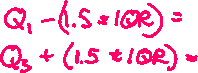 Q₁ - (1.5 * IQR) =
Q₃ + (1.5 * IQR) =